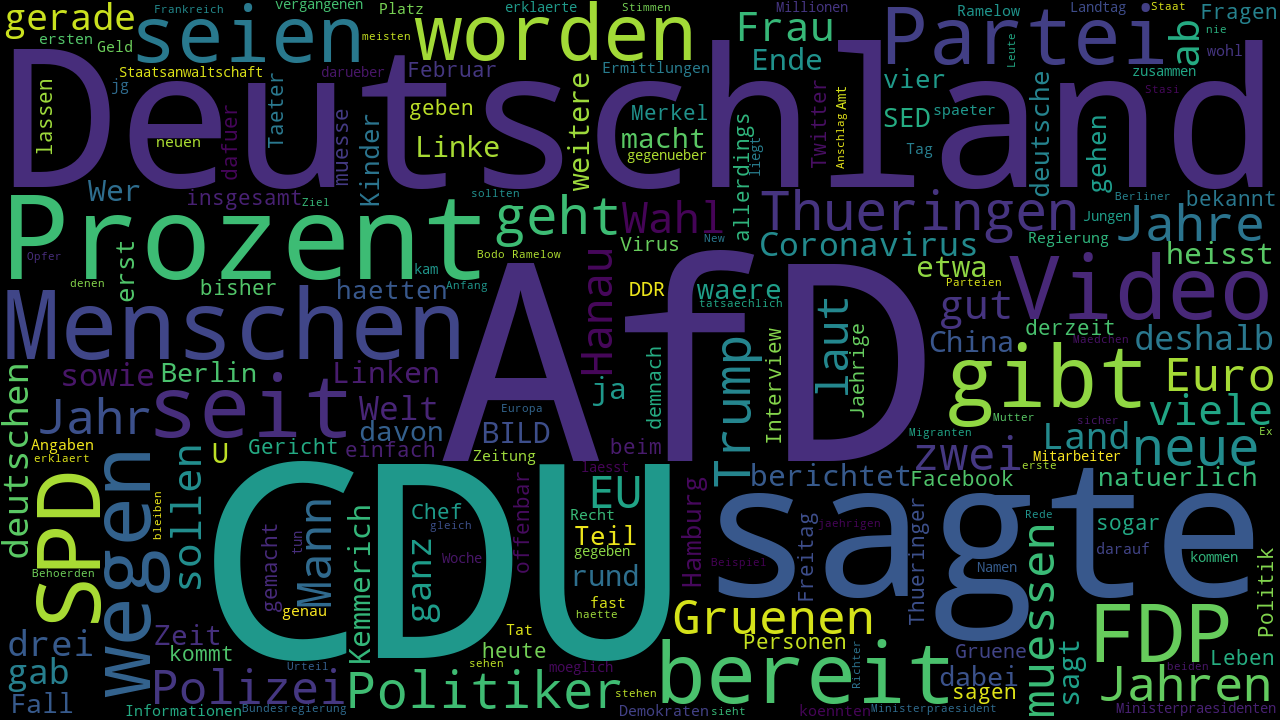 gerade
Frankreich
vergangenen
Platz
erklaerte
Stimmen
Millionen
Ramelow
Landtag
Staat
Fragen
seien
worden
Frau
Partei
ab
nie
wohl
ersten
Geld
meisten
Ende
Leute
Staatsanwaltschaft
darueber
Februar
Ermittlungen
vier
zusammen
Deutschland
jg
lassen
Taeter
geben
weitere
Merkel
Twitter
Amt
Anschlag
SED
spaeter
deutsche
Stasi
neuen
dafuer
muesse
Kinder
Linke
macht
gegenueber
allerdings
liegt
Tag
gehen
Wer
insgesamt
Ziel
sollten
Berliner
bekannt
Prozent
geht
Wahl
Thueringen
Jungen
Jahre
Opfer
erst
Bodo Ramelow
Virus
New
Coronavirus
Regierung
heisst
denen
bisher
kam
Anfang
haetten
DDR
waere
tatsaechlich
etwa
Parteien
Video
Menschen
Hanau
AfD
laut
gut
derzeit
China
Maedchen
deshalb
sowie
Berlin
Linken
ja
demnach
Trump
Interview
Jaehrige
gibt
Euro
deutschen
Jahr
seit
Welt
Europa
viele
Mutter
sicher
Angaben
erklaert
U
Gericht
davon
einfach
BILD
Zeitung
beim
Migranten
zwei
Land
Mitarbeiter
neue
Ex
SPD
wegen
bleiben
sollen
CDU
laesst
EU
Hamburg
berichtet
Facebook
erste
natuerlich
sagte
Mann
gemacht
tun
genau
Kemmerich
Chef
gleich
ganz
Woche
offenbar
Recht
Teil
gegeben
rund
Beispiel
Freitag
jaehrigen
Thueringer
Namen
Rede
muessen
sogar
darauf
kommen
Politik
Behoerden
fast
haette
Gruenen
FDP
drei
Zeit
kommt
Tat
heute
sehen
Personen
Gruene
sagt
Leben
gab
Fall
Urteil
moeglich
bereit
Richter
dabei
sagen
beiden
Jahren
Polizei
Politiker
stehen
Informationen
Bundesregierung
Demokraten
sieht
koennten
Ministerpraesident
Ministerpraesidenten